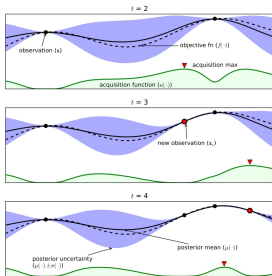 t = 2
observation (x)
objective fn (f(·))
acquisition max
acquisition function (u(·))
t = 3
new observation (xₜ)
t = 4
posterior mean (μ(·))
posterior uncertainty
(μ(·)±σ(·))